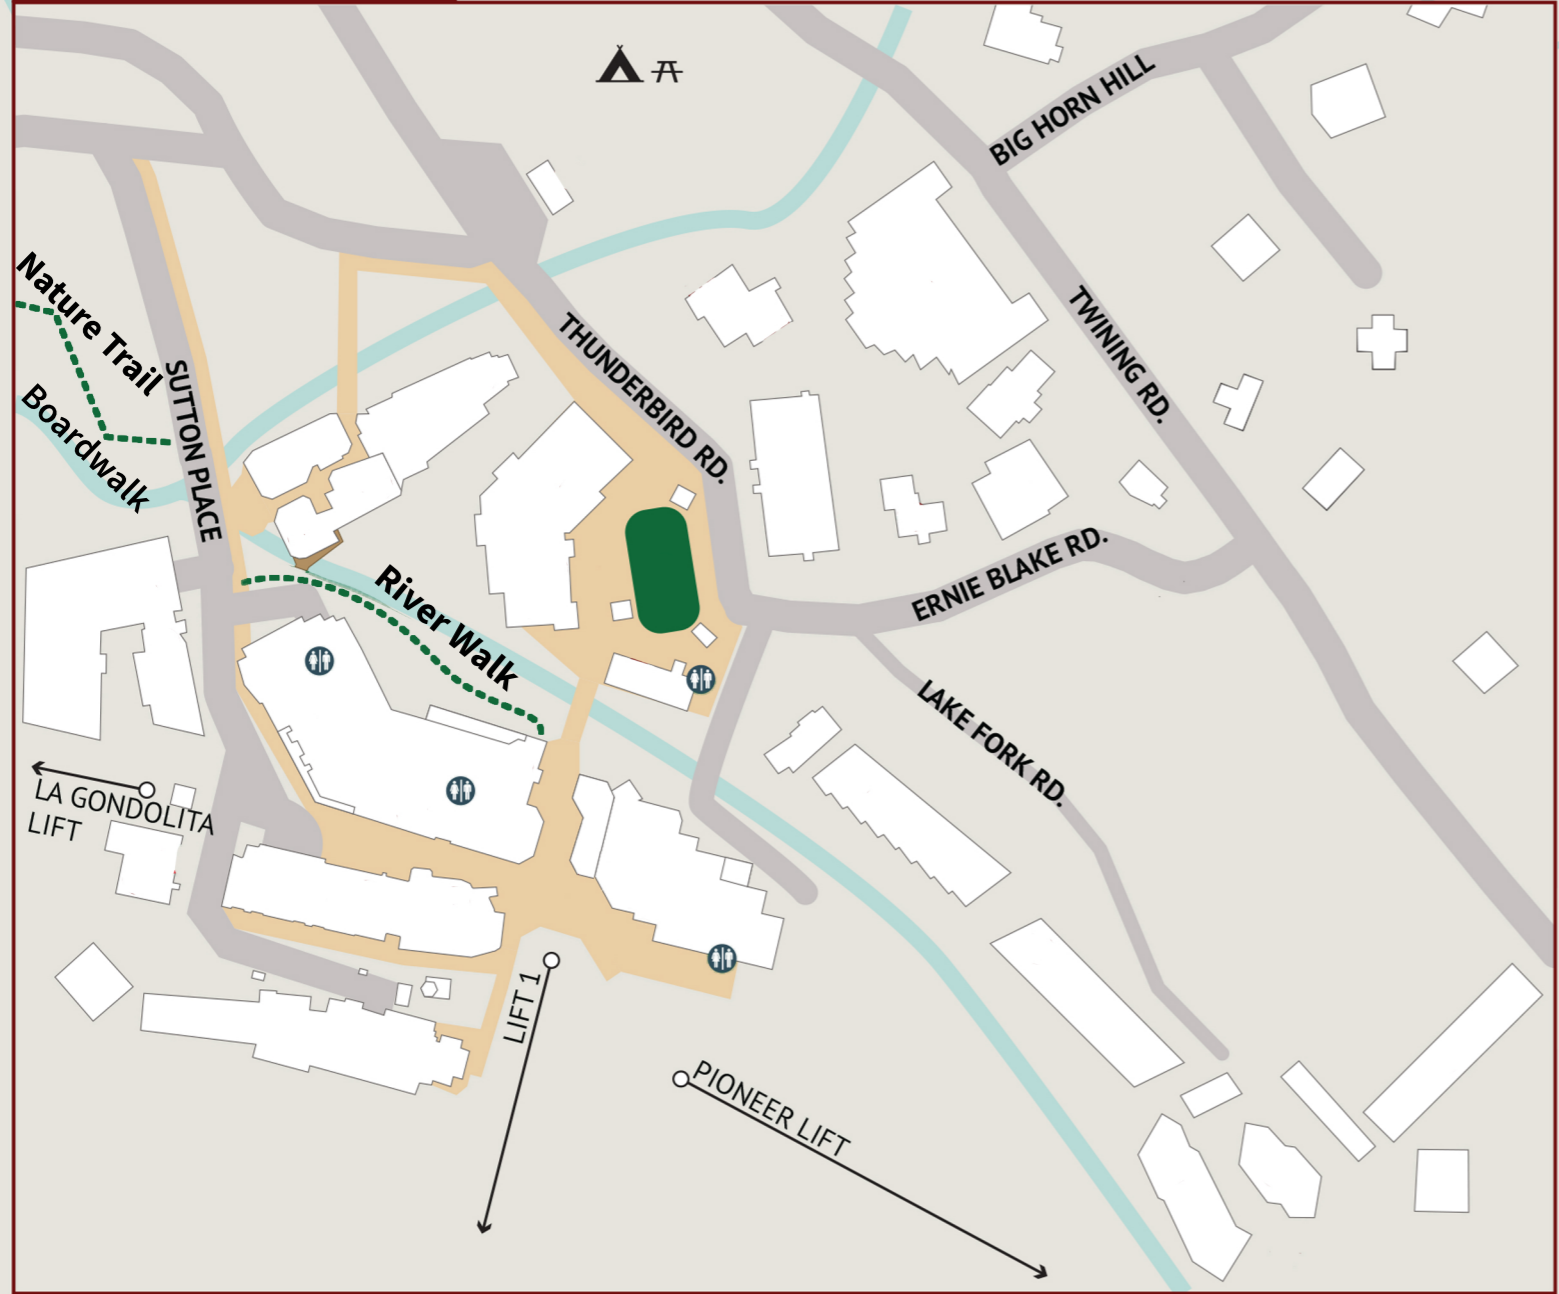 BIG HORN HILL
Nature Trail
THUNDERBIRD RD.
TWINING RD.
SUTTON PLACE
Boardwalk
ERNIE BLAKE RD.
River Walk
LAKE FORK RD.
LA GONDOLITA
LIFT
LIFT 1
PIONEER LIFT